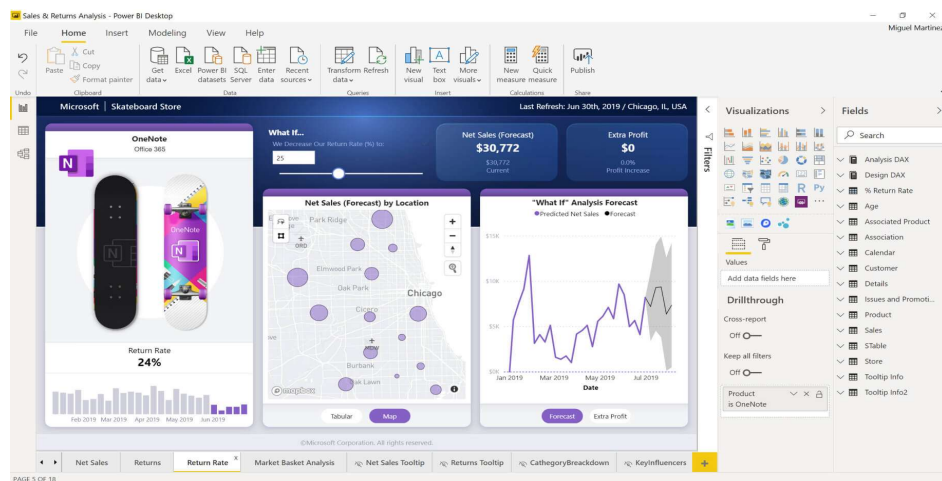 Sales & Returns Analysis - Power BI Desktop
Miguel Martinez
File Home Insert Modeling View Help
Undo
Paste
Cut
Copy
Format painter
Clipboard
Get data
Excel
Power BI datasets
SQL Server
Enter data
Recent sources
Data
Transform data
Refresh
Queries
New visual
Text box
More visuals
Insert
New measure
Quick measure
Calculations
Publish
Share
Microsoft | Skateboard Store
Last Refresh: Jun 30th, 2019 / Chicago, IL, USA
OneNote
Office 365
N
OneNote
N
Return Rate
24%
Feb 2019 Mar 2019 Apr 2019 May 2019 Jun 2019
What If...
We Decrease Our Return Rate (%) to:
25
Net Sales (Forecast)
$30,772
$30,772
Current
Extra Profit
$0
0.0%
Profit Increase
Net Sales (Forecast) by Location
Park Ridge
ORD
Elmwood Park
Oak Park
Chicago
Cicero
MDW
Burbank
Oak Lawn
mapbox
Tabular
Map
"What If" Analysis Forecast
Predicted Net Sales Forecast
$15K
$10K
$5K
$0K
Jan 2019 Mar 2019 May 2019 Jul 2019
Date
Forecast
Extra Profit
©Microsoft Corporation. All rights reserved.
Filters
Visualizations
R Py
Values
Add data fields here
Drillthrough
Cross-report
Off
Keep all filters
Off
Product
is OneNote
Fields
Search
Analysis DAX
Design DAX
% Return Rate
Age
Associated Product
Association
Calendar
Customer
Details
Issues and Promoti...
Product
Sales
STable
Store
Tooltip Info
Tooltip Info2
Net Sales
Returns
Return Rate
Market Basket Analysis
Net Sales Tooltip
Returns Tooltip
CathegoryBreackdown
KeyInfluencers
PAGE 5 OF 18